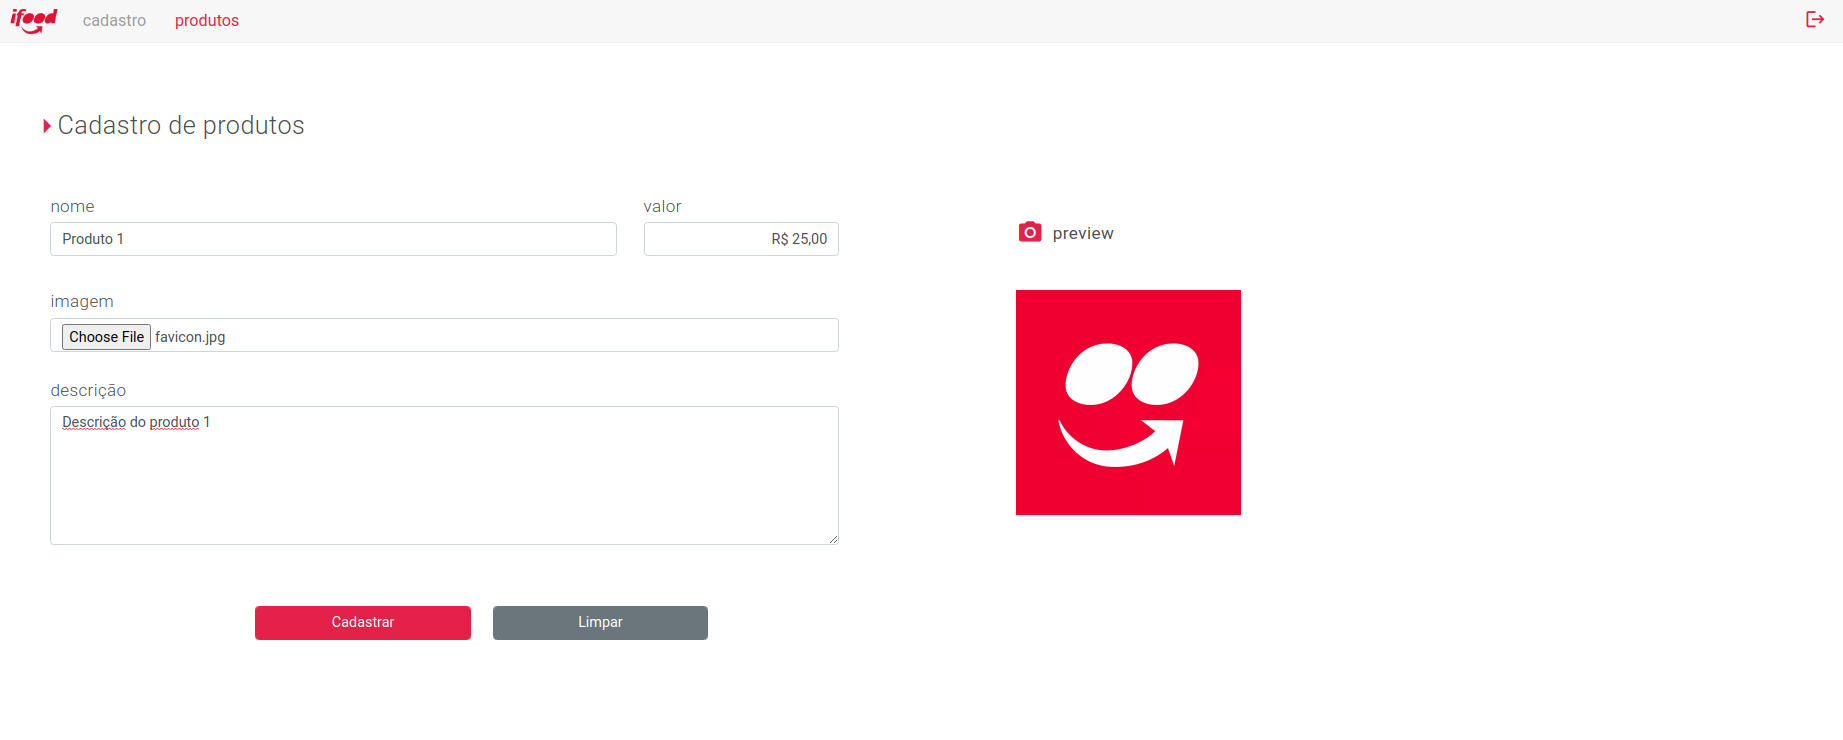 ifood cadastro produtos
Cadastro de produtos
nome valor
Produto 1 R$ 25,00
preview
imagem
Choose File favicon.jpg
descrição
Descrição do produto 1
Cadastrar Limpar